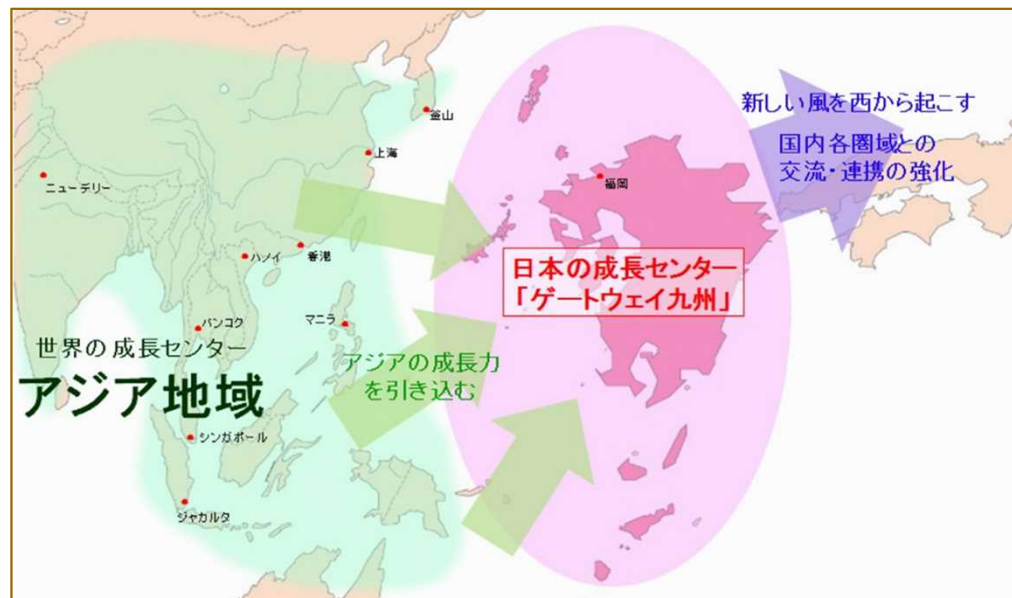 新しい風を西から起こす
国内各圏域との
交流・連携の強化
釜山
上海
ニューデリー
福岡
香港
ハノイ
日本の成長センター
「ゲートウェイ九州」
バンコク
マニラ
世界の成長センター
アジア地域
アジアの成長力
を引き込む
シンガポール
ジャカルタ